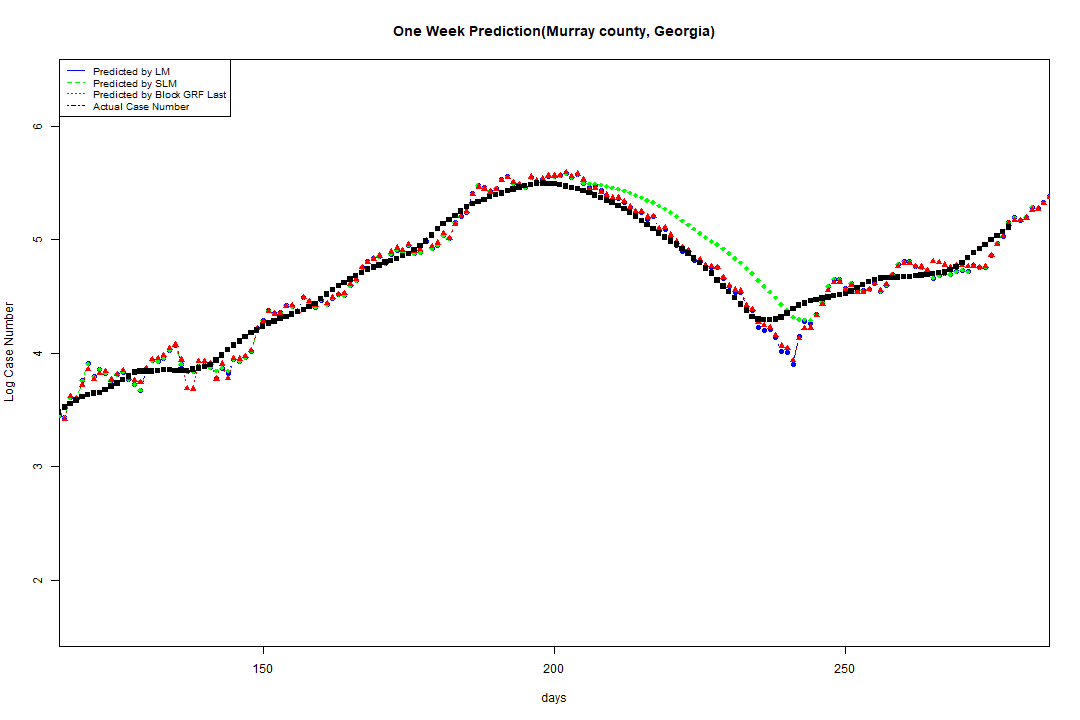 One Week Prediction(Murray county, Georgia)
Predicted by LM
Predicted by SLM
Predicted by Block GRF Last
Actual Case Number
6
5
4
3
2
Log Case Number
150
200
250
days